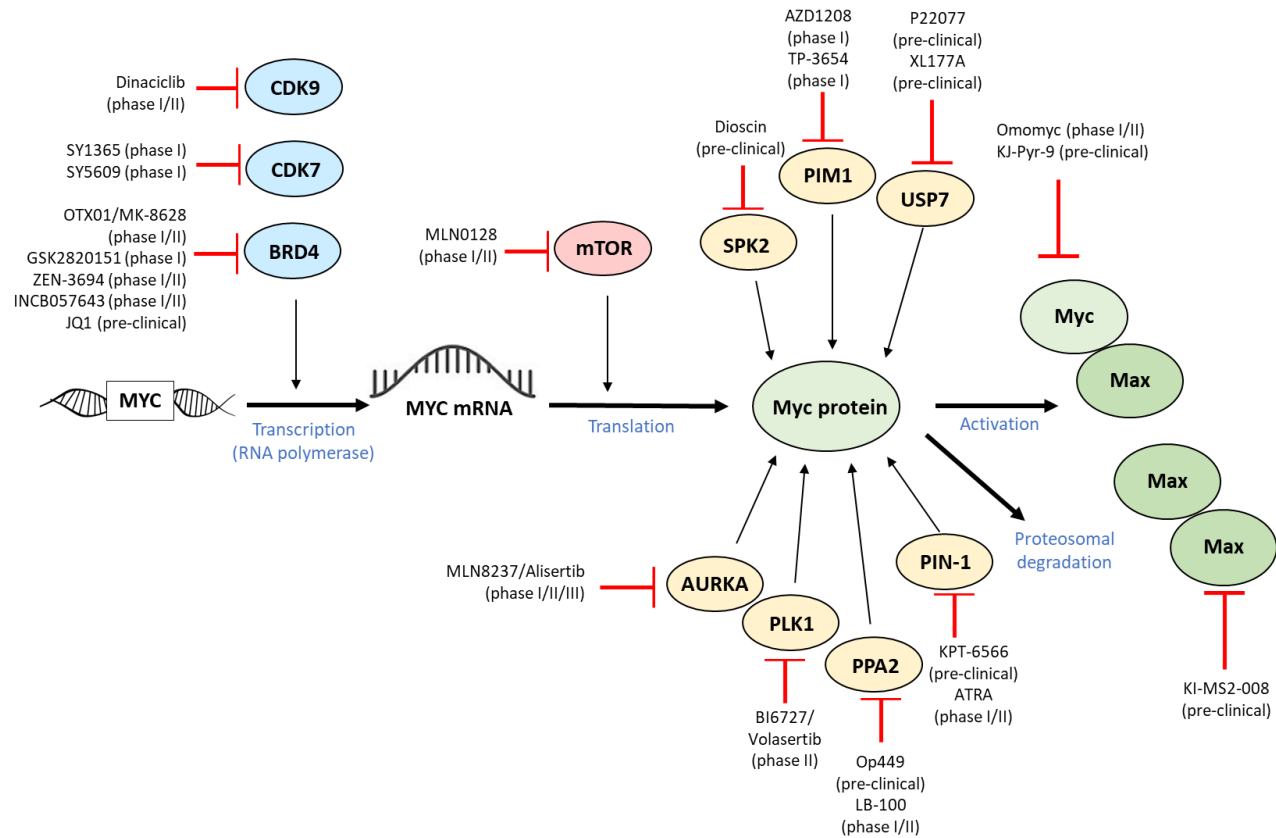 Dinaciclib
(phase I/II)
CDK9
SY1365 (phase I)
SY5609 (phase I)
CDK7
OTX01/MK-8628
(phase I/II)
GSK2820151 (phase I)
ZEN-3694 (phase I/II)
INCB057643 (phase I/II)
JQ1 (pre-clinical)
BRD4
MLN0128
(phase I/II)
mTOR
Dioscin
(pre-clinical)
SPK2
AZD1208
(phase I)
TP-3654
(phase I)
PIM1
P22077
(pre-clinical)
XL177A
(pre-clinical)
USP7
Omomyc (phase I/II)
KJ-Pyr-9 (pre-clinical)
Myc
Max
MYC
Transcription
(RNA polymerase)
MYC mRNA
Translation
Myc protein
Activation
Proteosomal
degradation
Max
Max
KI-MS2-008
(pre-clinical)
MLN8237/Alisertib
(phase I/II/III)
AURKA
PLK1
BI6727/
Volasertib
(phase II)
PPA2
Op449
(pre-clinical)
LB-100
(phase I/II)
PIN-1
KPT-6566
(pre-clinical)
ATRA
(phase I/II)